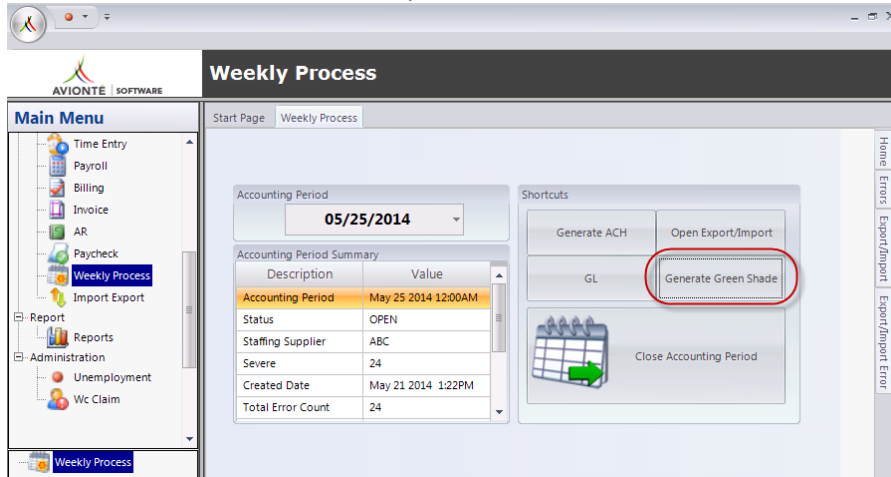 AVIONTÉ SOFTWARE
Weekly Process
Main Menu
Time Entry
Payroll
Billing
Invoice
AR
Paycheck
Weekly Process
Import Export
Report
Reports
Administration
Unemployment
Wc Claim
Weekly Process
Start Page Weekly Process
Accounting Period
05/25/2014
Accounting Period Summary
Description Value
Accounting Period May 25 2014 12:00AM
Status OPEN
Staffing Supplier ABC
Severe 24
Created Date May 21 2014 1:22PM
Total Error Count 24
Shortcuts
Generate ACH Open Export/Import
GL Generate Green Shade
Close Accounting Period
Home
Errors
Export/Import
Export/Import Error